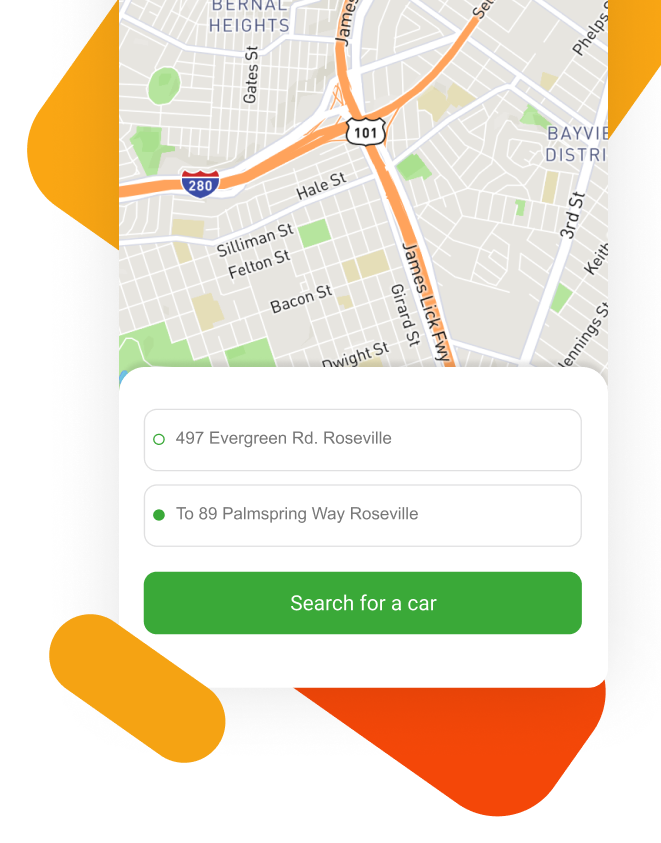 BERNAL
HEIGHTS
James
Gates St
Phelps
101
BAYVIE
DISTRI
280
Hale St
3rd St
Silliman St
Felton St
Keith
James Lick Fwy
Bacon St
Girard St
Jennings St
Dwight St
497 Evergreen Rd. Roseville
To 89 Palmspring Way Roseville
Search for a car